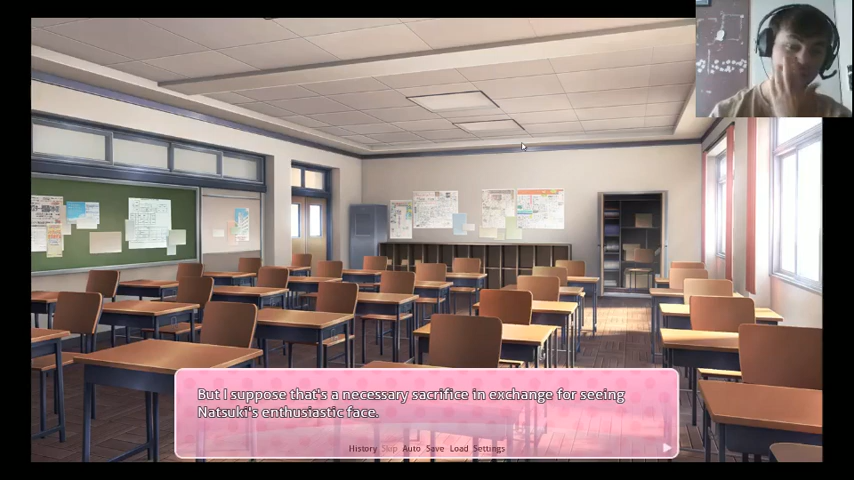 But I suppose that's a necessary sacrifice in exchange for seeing
Natsuki's enthusiastic face.
History Skip Auto Save Load Settings